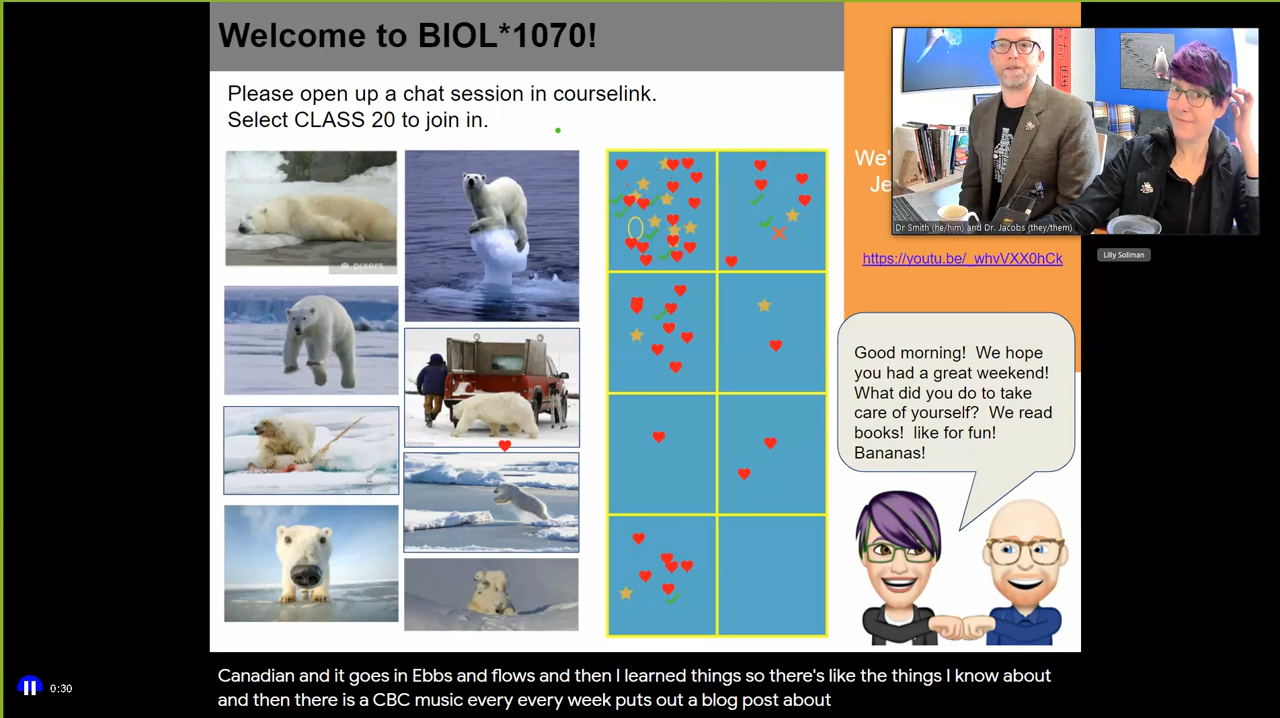 Welcome to BIOL*1070!
Please open up a chat session in courselink.
Select CLASS 20 to join in.
pixers
We'
Je
Dr Smith (he/him) and Dr. Jacobs (they/them)
Lilly Soliman
https://youtu.be/_whvVXX0hCk
Good morning! We hope
you had a great weekend!
What did you do to take
care of yourself? We read
books! like for fun!
Bananas!
0:30
Canadian and it goes in Ebbs and flows and then I learned things so there's like the things I know about
and then there is a CBC music every every week puts out a blog post about